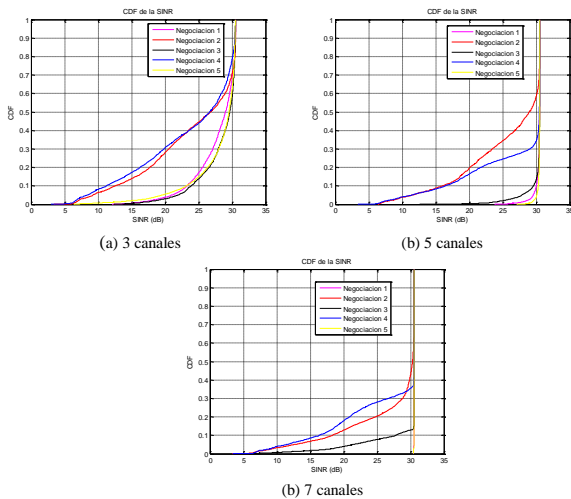 CDF de la SINR
CDF
1
0.9
0.8
0.7
0.6
0.5
0.4
0.3
0.2
0.1
0
0 5 10 15 20 25 30 35
SINR (dB)
Negociacion 1
Negociacion 2
Negociacion 3
Negociacion 4
Negociacion 5
(a) 3 canales
CDF de la SINR
CDF
1
0.9
0.8
0.7
0.6
0.5
0.4
0.3
0.2
0.1
0
0 5 10 15 20 25 30 35
SINR (dB)
Negociacion 1
Negociacion 2
Negociacion 3
Negociacion 4
Negociacion 5
(b) 5 canales
CDF de la SINR
CDF
1
0.9
0.8
0.7
0.6
0.5
0.4
0.3
0.2
0.1
0
0 5 10 15 20 25 30 35
SINR (dB)
Negociacion 1
Negociacion 2
Negociacion 3
Negociacion 4
Negociacion 5
(b) 7 canales